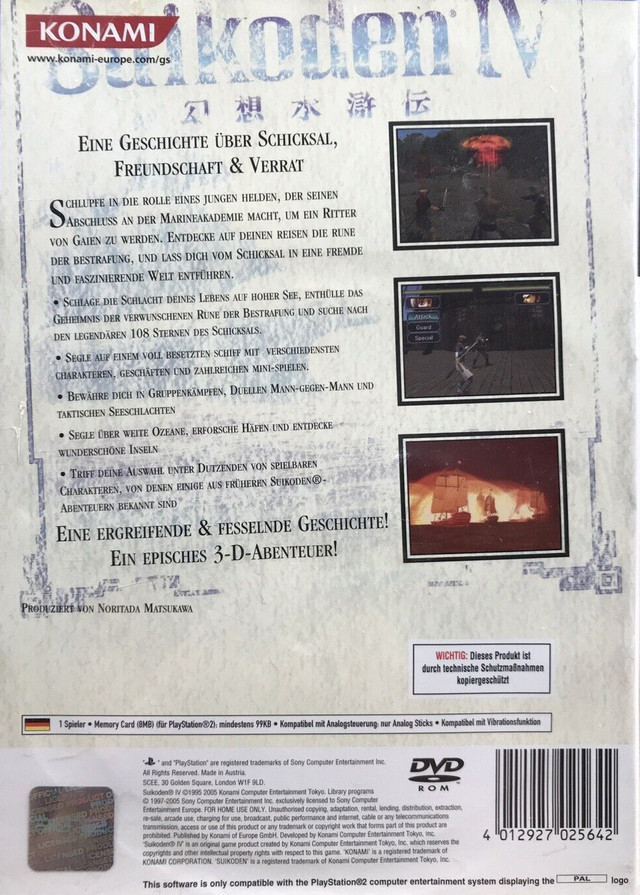 Suikoden IV
KONAMI
www.konami-europe.com/gs
幻想水滸伝
EINE GESCHICHTE ÜBER SCHICKSAL,
FREUNDSCHAFT & VERRAT
SCHLUPFE IN DIE ROLLE EINES JUNGEN HELDEN, DER SEINEN
ABSCHLUSS AN DER MARINEAKADEMIE MACHT, UM EIN RITTER
VON GAIEN ZU WERDEN. ENTDECKE AUF DEINEN REISEN DIE RUNE
DER BESTRAFUNG, UND LASS DICH VOM SCHICKSAL IN EINE FREMDE
UND FASZINIERENDE WELT ENTFÜHREN.
• SCHLAGE DIE SCHLACHT DEINES LEBENS AUF HOHER SEE, ENTHÜLLE DAS
GEHEIMNIS DER VERWUNSCHENEN RUNE DER BESTRAFUNG UND SUCHE NACH
DEN LEGENDÄREN 108 STERNEN DES SCHICKSALS.
• SEGLE AUF EINEM VOLL BESETZTEN SCHIFF MIT VERSCHIEDENSTEN
CHARAKTEREN, GESCHÄFTEN UND ZAHLREICHEN MINI-SPIELEN.
• BEWÄHRE DICH IN GRUPPENKÄMPFEN, DUELLEN MANN-GEGEN-MANN UND
TAKTISCHEN SEESCHLACHTEN
• SEGLE ÜBER WEITE OZEANE, ERFORSCHE HÄFEN UND ENTDECKE
WUNDERSCHÖNE INSELN
• TRIFF DEINE AUSWAHL UNTER DUTZENDEN VON SPIELBAREN
CHARAKTEREN, VON DENEN EINIGE AUS FRÜHEREN SUIKODEN®-
ABENTEUERN BEKANNT SIND
EINE ERGREIFENDE & FESSELNDE GESCHICHTE!
EIN EPISCHES 3-D-ABENTEUER!
PRODUZIERT VON NORITADA MATSUKAWA
Attack
Guard
Special
WICHTIG: Dieses Produkt ist
durch technische Schutzmaßnahmen
kopiergeschützt
1 Spieler • Memory Card (8MB) (für PlayStation®2): mindestens 99KB • Kompatibel mit Analogsteuerung: nur Analog Sticks • Kompatibel mit Vibrationsfunktion
" and "PlayStation" are registered trademarks of Sony Computer Entertainment Inc.
All Rights Reserved. Made in Austria.
SCEE, 30 Golden Square, London W1F 9LD.
Suikoden® IV ©1995 2005 Konami Computer Entertainment Tokyo. Library programs
© 1997-2005 Sony Computer Entertainment Inc. exclusively licensed to Sony Computer
Entertainment Europe. FOR HOME USE ONLY. Unauthorised copying, adaptation, rental, lending, distribution, extraction,
re-sale, arcade use, charging for use, broadcast, public performance and internet, cable or any telecommunications
transmission, access or use of this product or any trademark or copyright work that forms part of this product are
prohibited. Published by Konami of Europe GmbH. Developed by Konami Computer Entertainment Tokyo, Inc.
"Suikoden® IV" is an original game product created by Konami Computer Entertainment Tokyo, Inc., which reserves the
copyrights and other intellectual property rights with respect to this game. "KONAMI" is a registered trademark of
KONAMI CORPORATION. "SUIKODEN" is a registered trademark of Konami Computer Entertainment Tokyo, Inc.
DVD
ROM
4 012927 025642
This software is only compatible with the PlayStation®2 computer entertainment system displaying the PAL logo